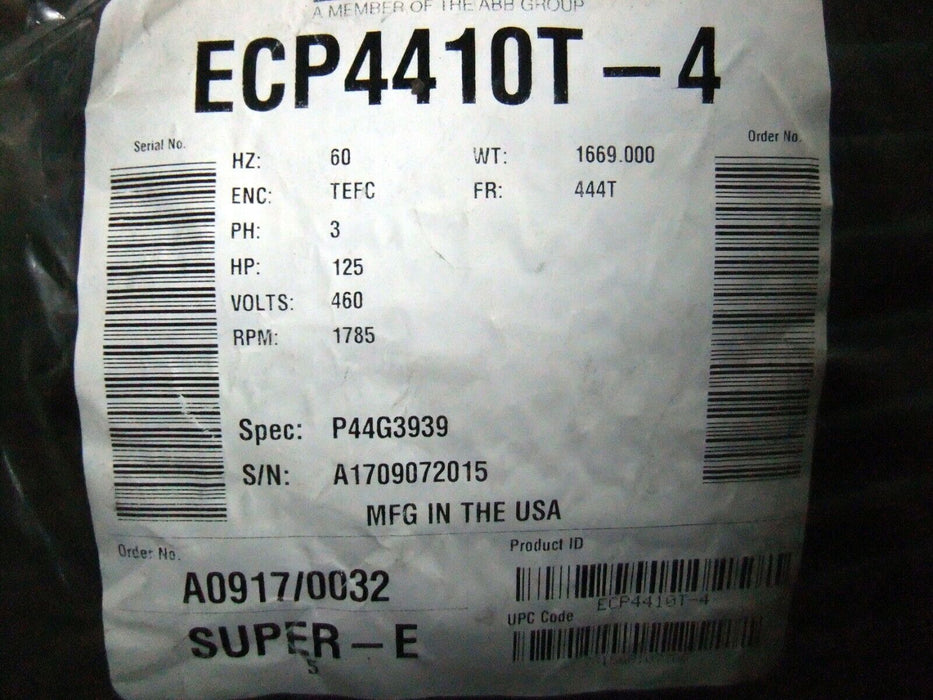 A MEMBER OF THE ABB GROUP
ECP4410T-4
Serial No.
Order No.
HZ: 60 WT: 1669.000
ENC: TEFC FR: 444T
PH: 3
HP: 125
VOLTS: 460
RPM: 1785
Spec: P44G3939
S/N: A1709072015
MFG IN THE USA
Order No.
Product ID
A0917/0032
ECP4410T-4
UPC Code
SUPER-E
5